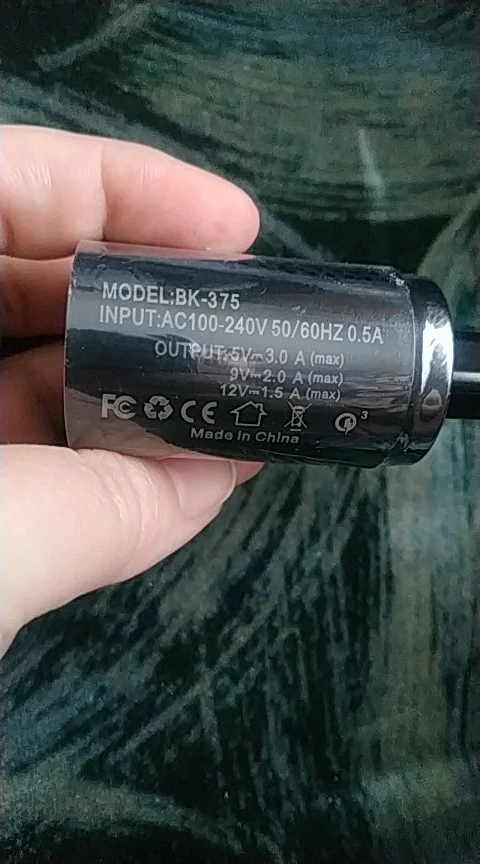 MODEL:BK-375
INPUT:AC100-240V 50/60HZ 0.5A
OUTPUT:5V⎓3.0 A (max)
9V⎓2.0 A (max)
12V⎓1.5 A (max)
FC CE 3
Made in China